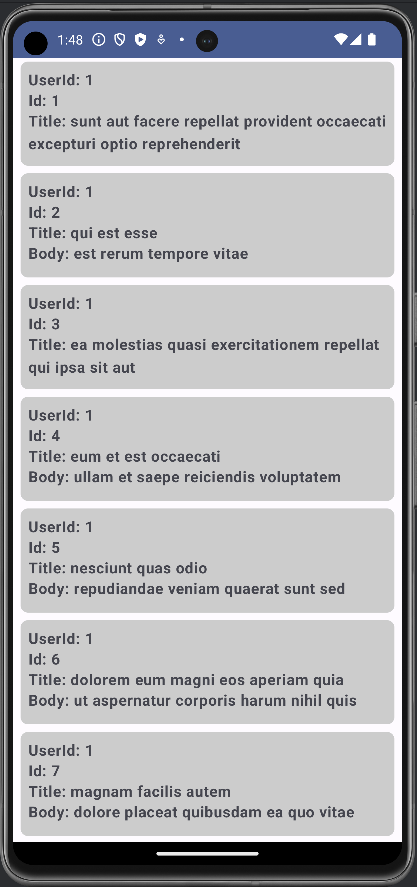 1:48
UserId: 1
Id: 1
Title: sunt aut facere repellat provident occaecati
excepturi optio reprehenderit
UserId: 1
Id: 2
Title: qui est esse
Body: est rerum tempore vitae
UserId: 1
Id: 3
Title: ea molestias quasi exercitationem repellat
qui ipsa sit aut
UserId: 1
Id: 4
Title: eum et est occaecati
Body: ullam et saepe reiciendis voluptatem
UserId: 1
Id: 5
Title: nesciunt quas odio
Body: repudiandae veniam quaerat sunt sed
UserId: 1
Id: 6
Title: dolorem eum magni eos aperiam quia
Body: ut aspernatur corporis harum nihil quis
UserId: 1
Id: 7
Title: magnam facilis autem
Body: dolore placeat quibusdam ea quo vitae